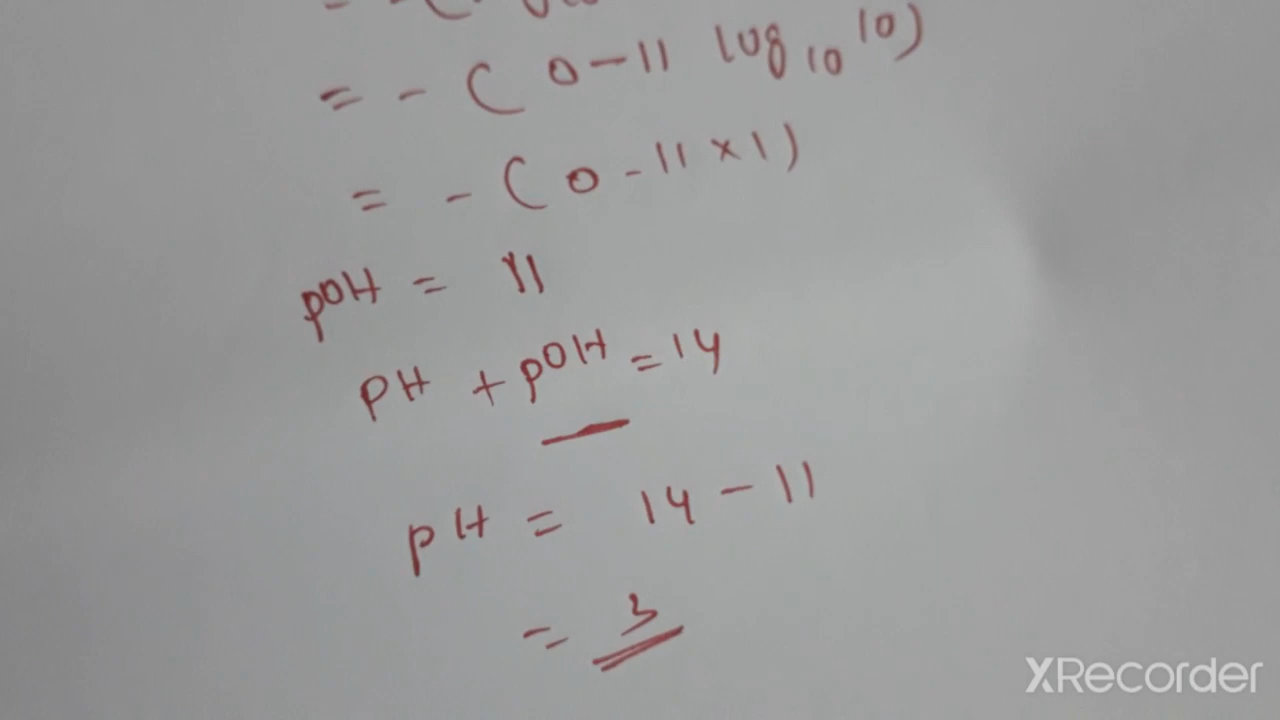 = - ( 0 - 11 log₁₀ 10)
= - ( 0 - 11 × 1)
pOH = 11
PH + pOH = 14
pH = 14 - 11
= 3
XRecorder